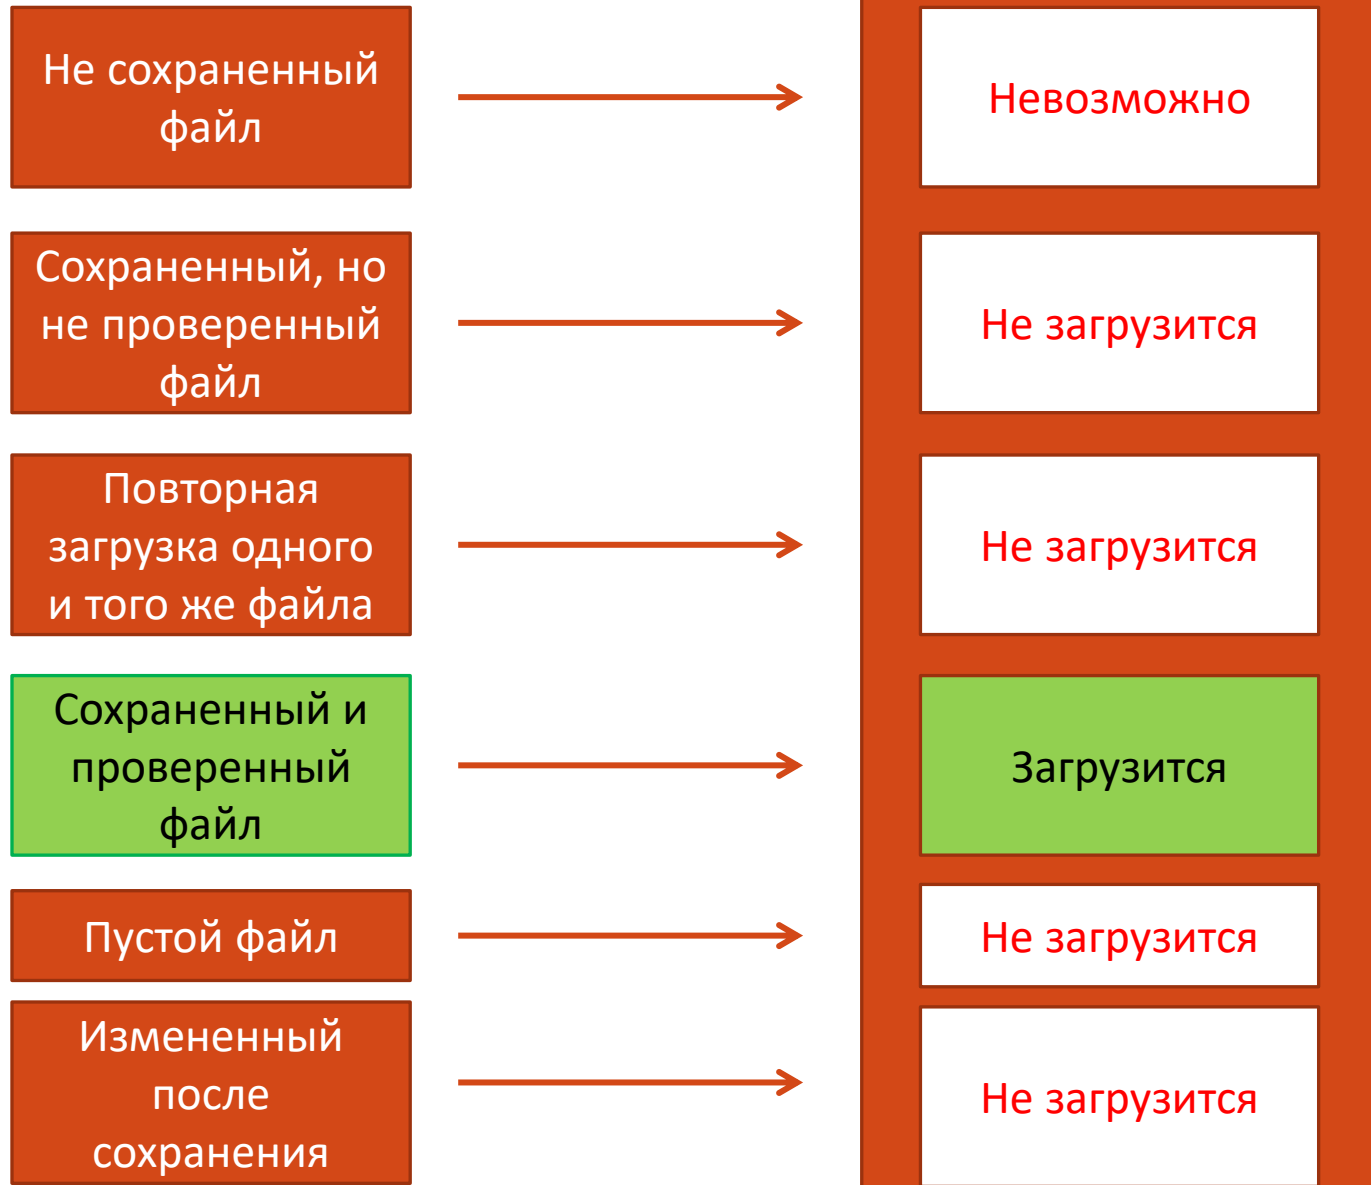 Не сохраненный
файл
Невозможно
Сохраненный, но
не проверенный
файл
Не загрузится
Повторная
загрузка одного
и того же файла
Не загрузится
Сохраненный и
проверенный
файл
Загрузится
Пустой файл
Не загрузится
Измененный
после
сохранения
Не загрузится